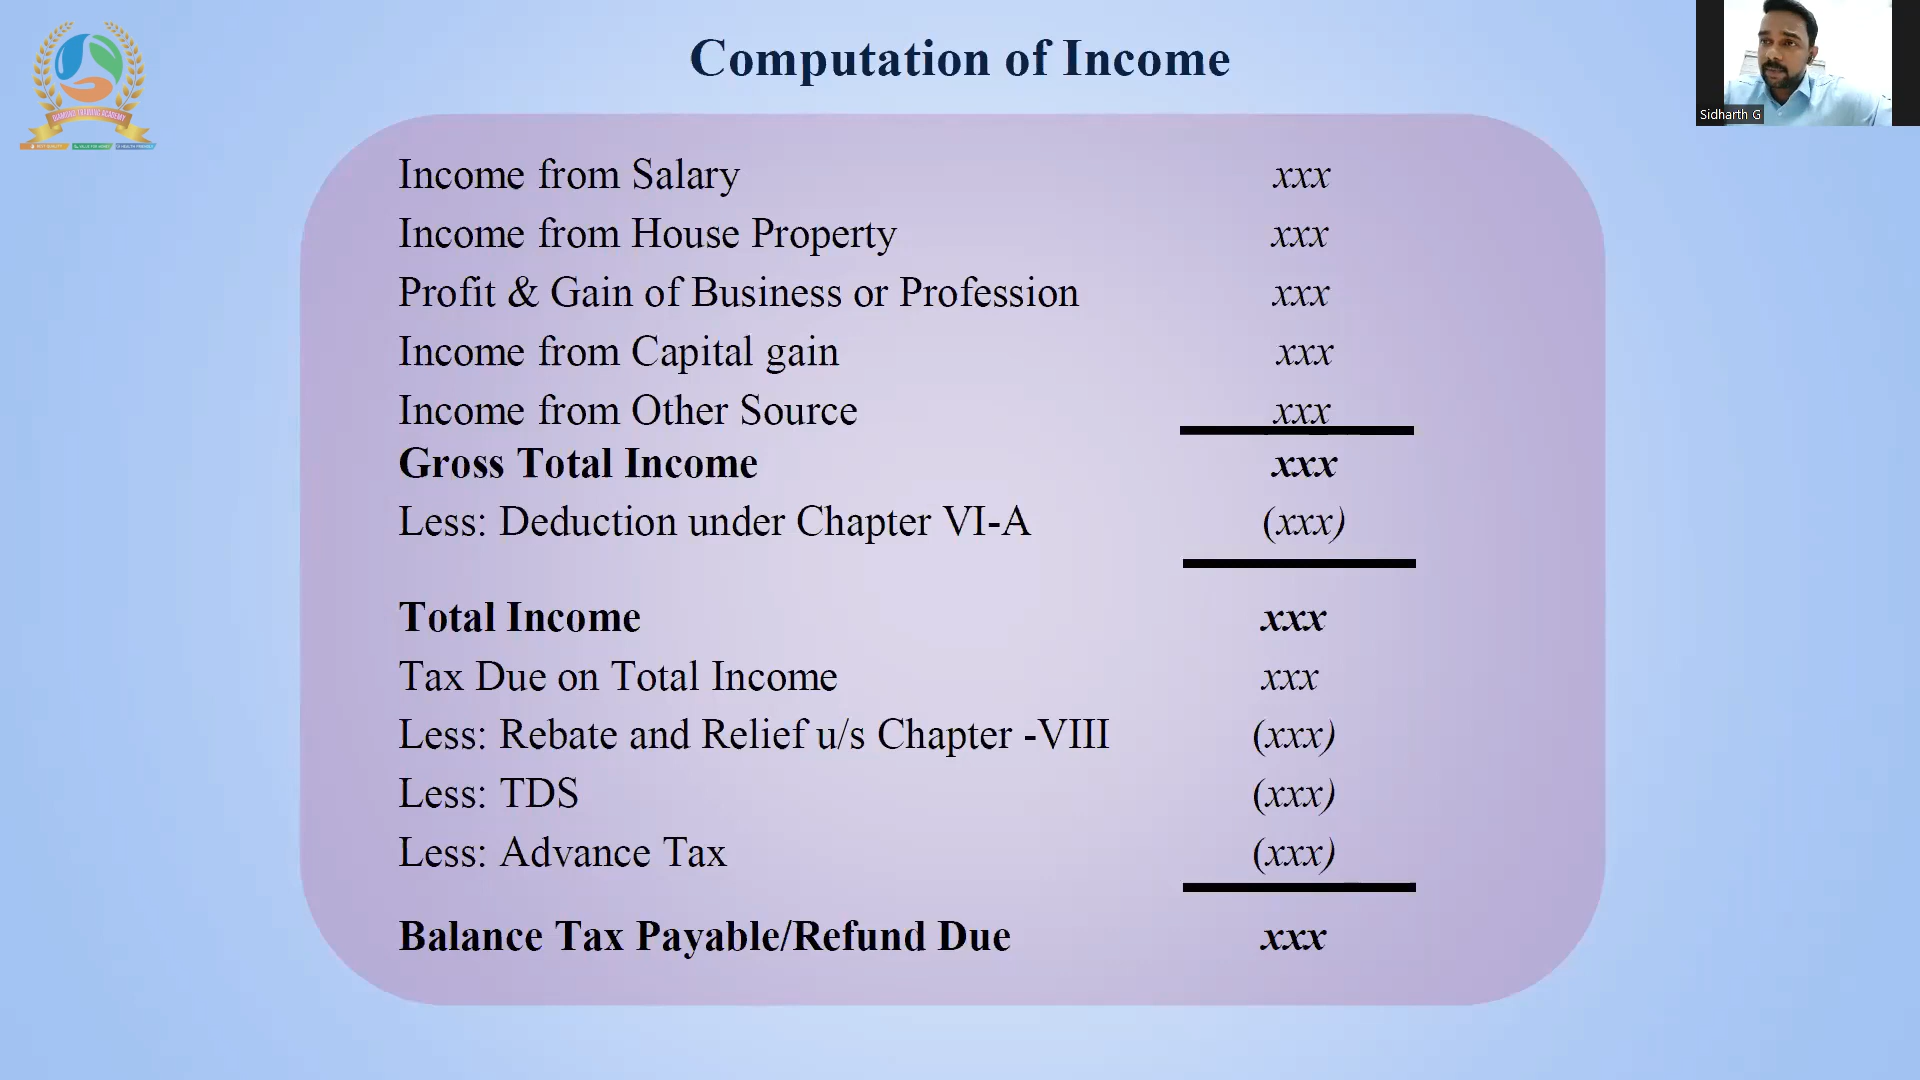 Computation of Income
Sidharth G
DIAMOND TRADING ACADEMY
Income from Salary xxx
Income from House Property xxx
Profit & Gain of Business or Profession xxx
Income from Capital gain xxx
Income from Other Source xxx
Gross Total Income xxx
Less: Deduction under Chapter VI-A (xxx)
Total Income xxx
Tax Due on Total Income xxx
Less: Rebate and Relief u/s Chapter -VIII (xxx)
Less: TDS (xxx)
Less: Advance Tax (xxx)
Balance Tax Payable/Refund Due xxx